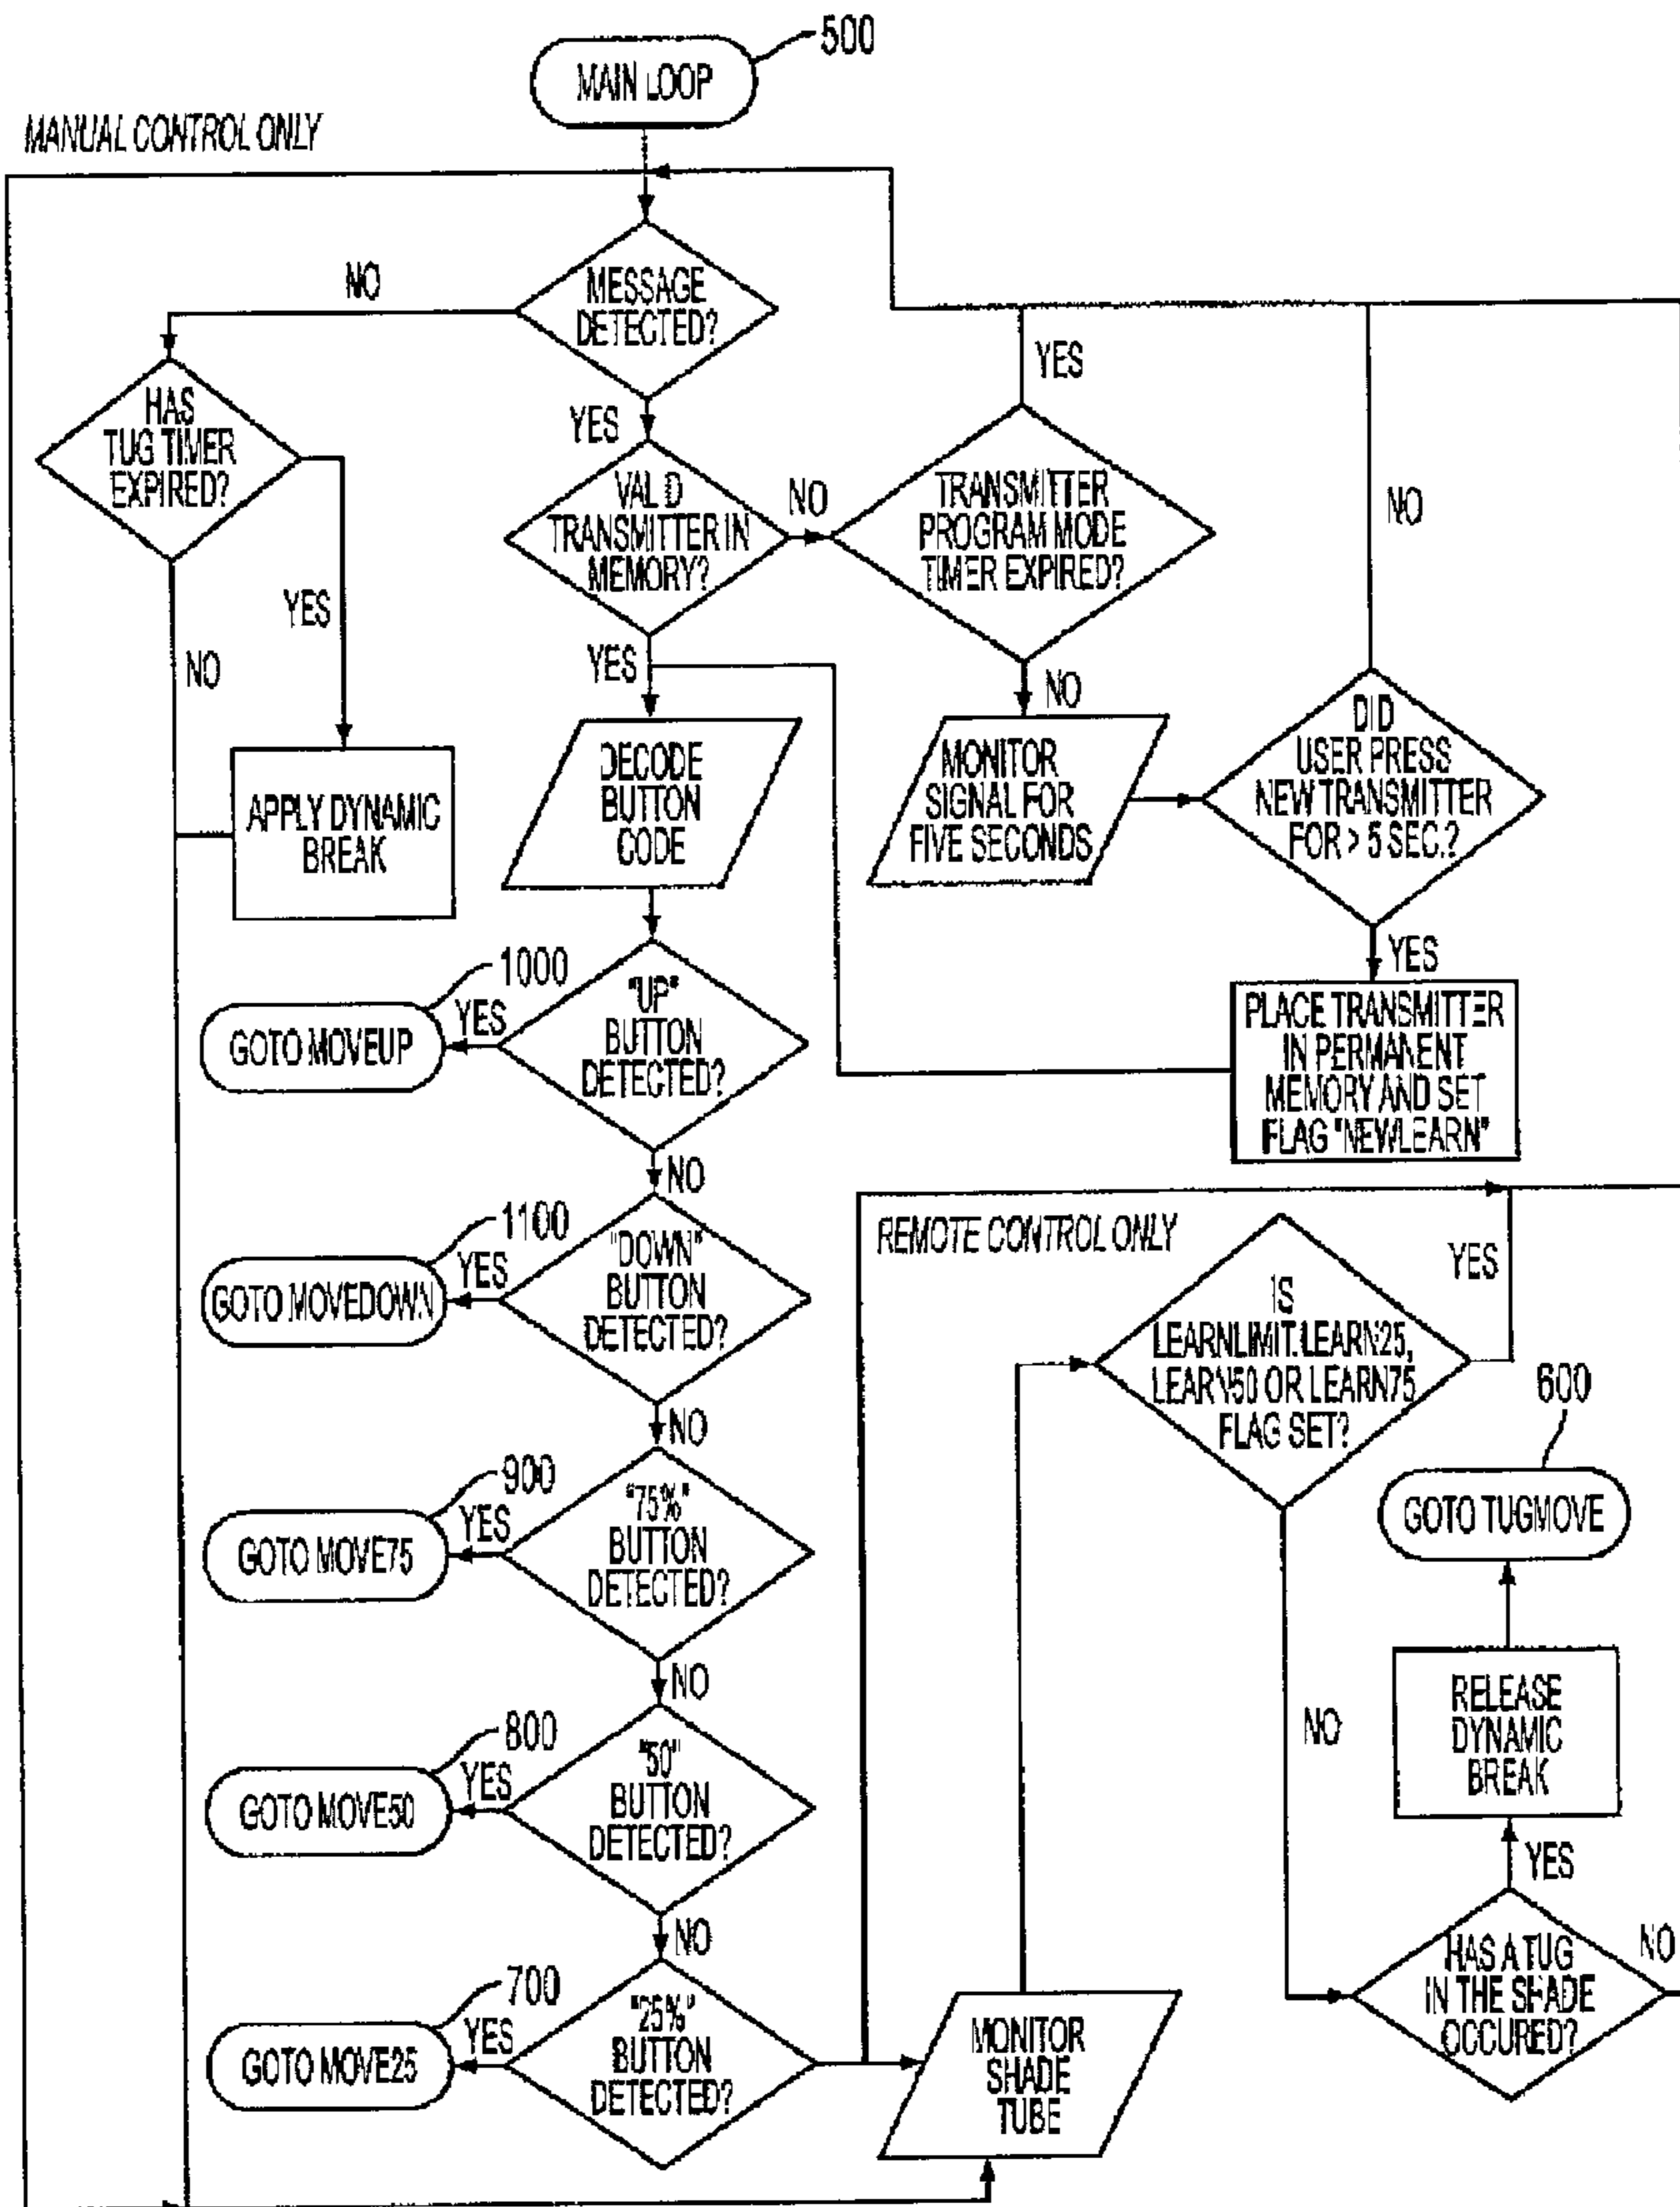 500
MAIN LOOP
MANUAL CONTROL ONLY
NO
MESSAGE
DETECTED?
YES
HAS
TUG TIMER
EXPIRED?
YES
NO
YES
VALID
TRANSMITTER IN
MEMORY?
NO
TRANSMITTER
PROGRAM MODE
TIMER EXPIRED?
NO
YES
NO
APPLY DYNAMIC
BREAK
DECODE
BUTTON
CODE
MONITOR
SIGNAL FOR
FIVE SECONDS
DID
USER PRESS
NEW TRANSMITTER
FOR > 5 SEC.?
YES
PLACE TRANSMITTER
IN PERMANENT
MEMORY AND SET
FLAG "NEWLEARN"
1000
GOTO MOVEUP
YES
"UP"
BUTTON
DETECTED?
NO
1100
GOTO MOVEDOWN
YES
"DOWN"
BUTTON
DETECTED?
NO
REMOTE CONTROL ONLY
IS
LEARNLIMIT.LEARN25,
LEARN50 OR LEARN75
FLAG SET?
YES
600
GOTO TUGMOVE
900
GOTO MOVE75
YES
"75%"
BUTTON
DETECTED?
NO
NO
RELEASE
DYNAMIC
BREAK
YES
800
GOTO MOVE50
YES
"50"
BUTTON
DETECTED?
NO
HAS A TUG
IN THE SHADE
OCCURED?
NO
700
GOTO MOVE25
YES
"25%"
BUTTON
DETECTED?
MONITOR
SHADE
TUBE